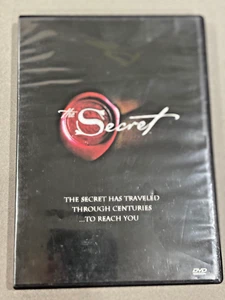 The
Secret
THE SECRET HAS TRAVELED
THROUGH CENTURIES
...TO REACH YOU
DVD